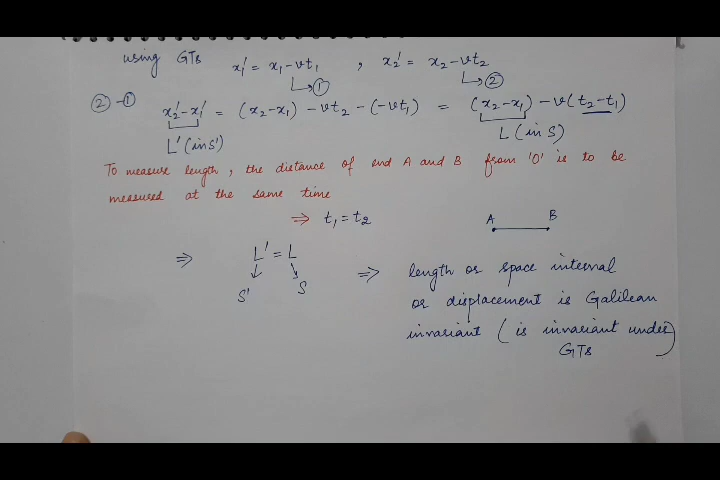 using GTs x₁' = x₁ - vt₁ , x₂' = x₂ - vt₂
① ②
② - ① x₂' - x₁' = (x₂ - x₁) - vt₂ - (-vt₁) = (x₂ - x₁) - v(t₂ - t₁)
L' (in S') L (in S)
To measure length, the distance of end A and B from 'O' is to be
measured at the same time
⇒ t₁ = t₂
A B
⇒ L' = L
S' S
⇒ length or space interval
or displacement is Galilean
invariant (is invariant under
GTs)